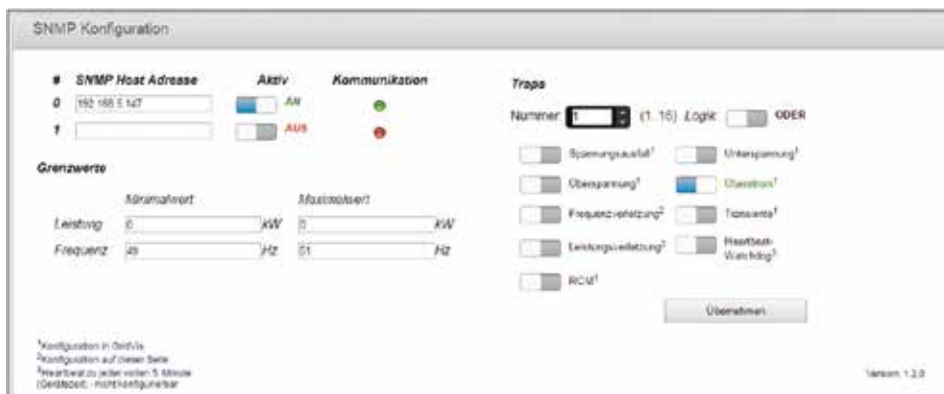 SNMP Konfiguration
# SNMP Host Adresse Aktiv Kommunikation
0 192.168.5.147 AN
1 AUS
Grenzwerte
Minimalwert Maximalwert
Leistung 0 kW 0 kW
Frequenz 49 Hz 51 Hz
Traps
Nummer: 1 (1..16) Logik: ODER
Spannungsausfall¹ Unterspannung¹
Überspannung¹ Überstrom¹
Frequenzverletzung² Transiente¹
Leistungsverletzung² Heartbeat-
Watchdog³
RCM¹
Übernehmen
¹Konfiguration in GridVis
²Konfiguration auf dieser Seite
³Heartbeat zu jeder vollen 5. Minute
(Gerätezeit) - nicht konfigurierbar
Version: 1.2.0